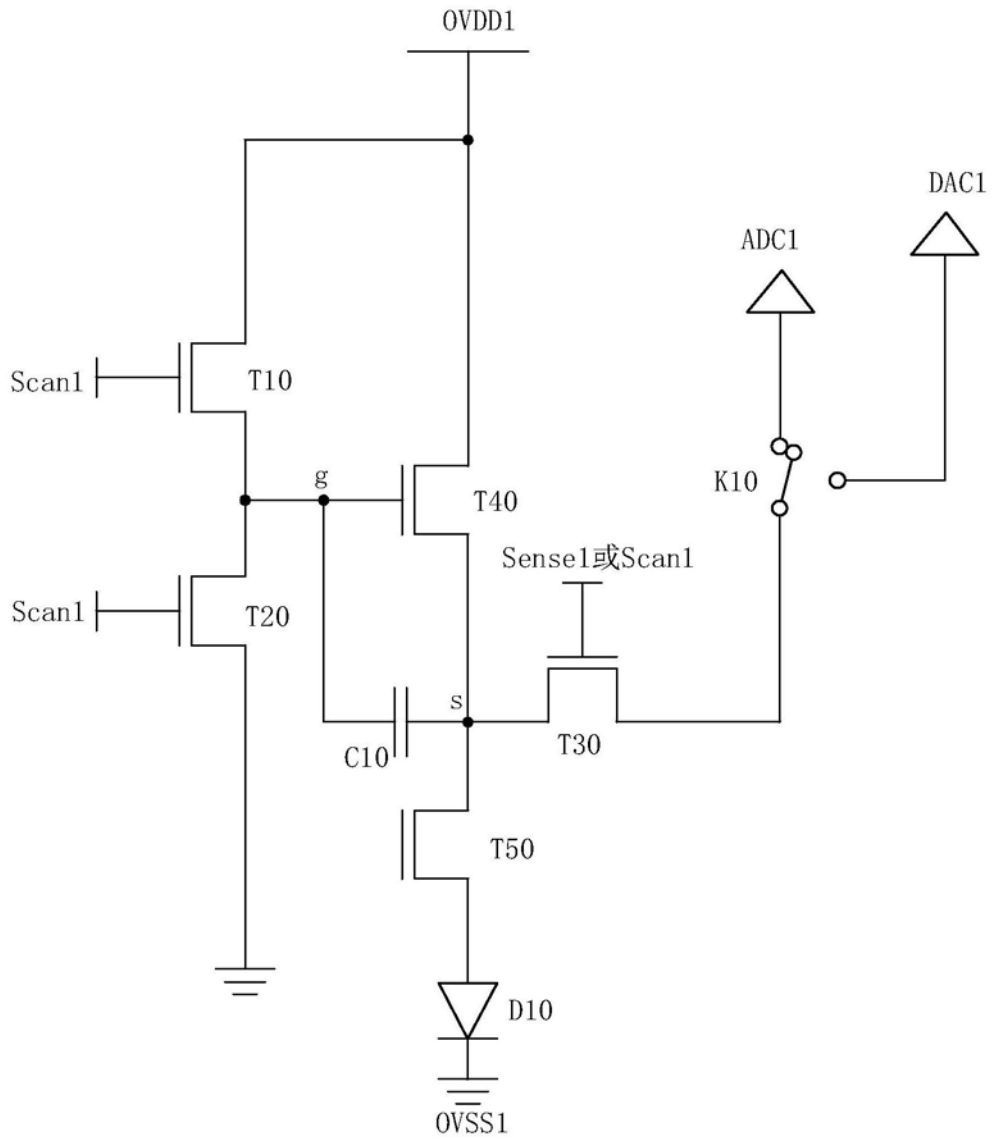 OVDD1
DAC1
ADC1
Scan1
T10
g
T40
K10
Sense1或Scan1
Scan1
T20
s
C10
T30
T50
D10
OVSS1